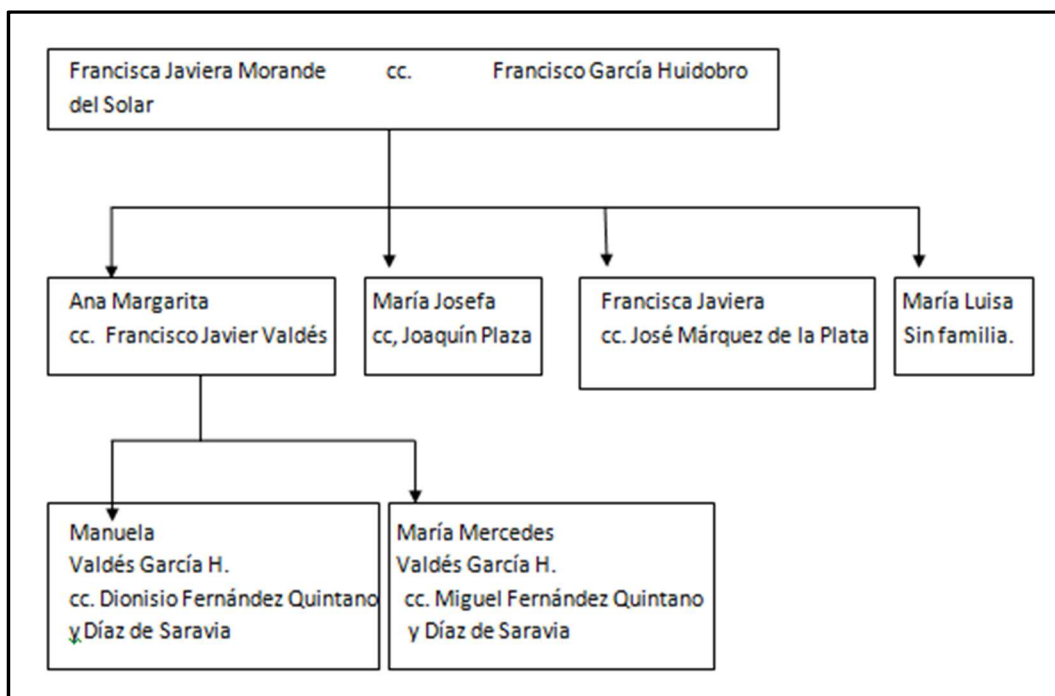 Francisca Javiera Morande cc. Francisco García Huidobro
del Solar
Ana Margarita
cc. Francisco Javier Valdés
María Josefa
cc, Joaquín Plaza
Francisca Javiera
cc. José Márquez de la Plata
María Luisa
Sin familia.
Manuela
Valdés García H.
cc. Dionisio Fernández Quintano
y Díaz de Saravia
María Mercedes
Valdés García H.
cc. Miguel Fernández Quintano
y Díaz de Saravia